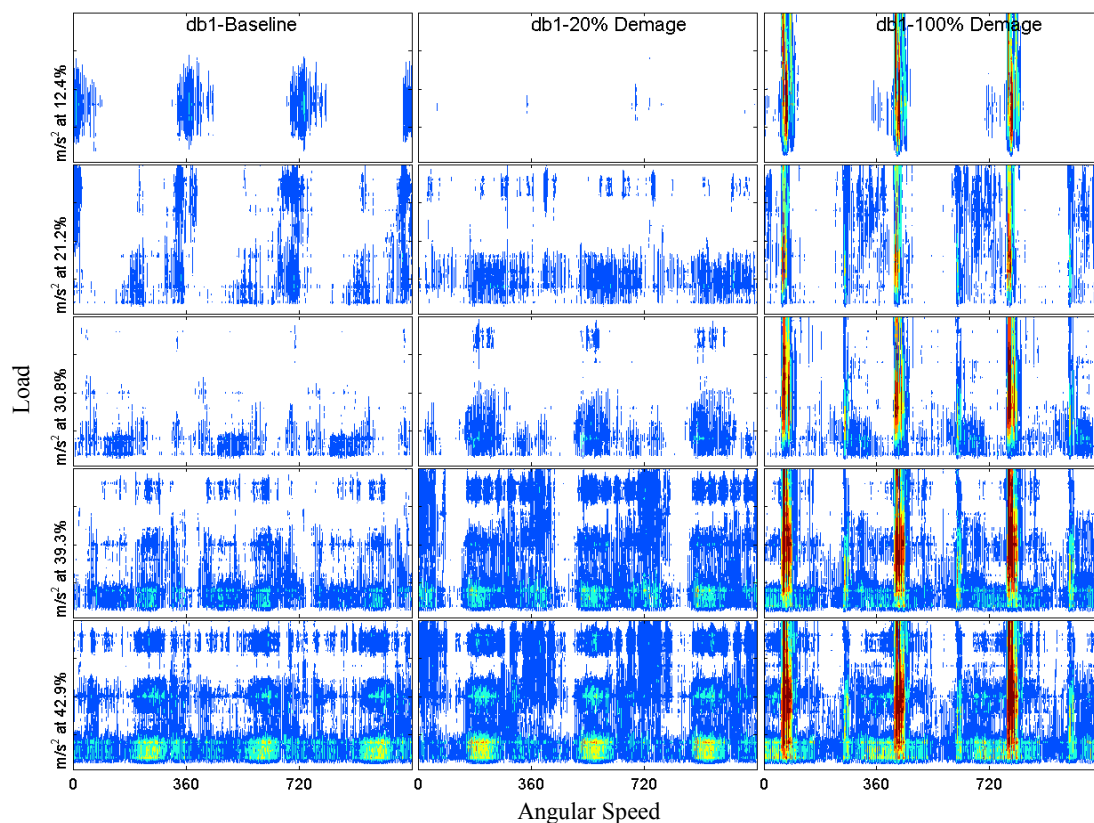 db1-Baseline db1-20% Demage db1-100% Demage
m/s² at 12.4%
m/s² at 21.2%
Load
m/s² at 30.8%
m/s² at 39.3%
m/s² at 42.9%
0 360 720 0 360 720 0 360 720
Angular Speed